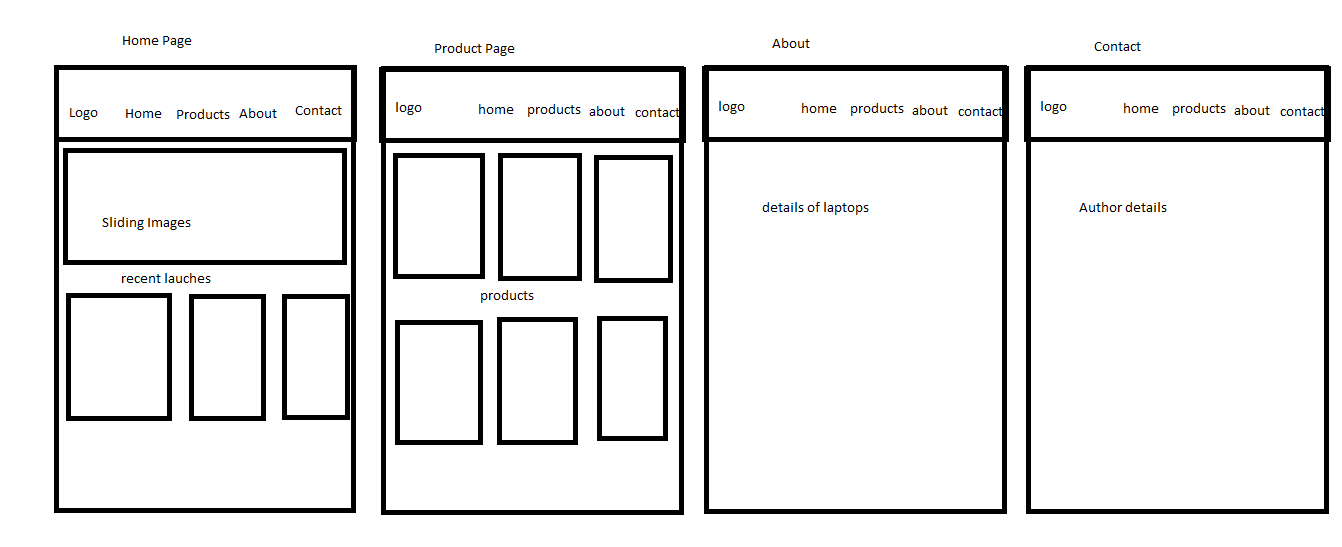 Home Page
Logo Home Products About Contact
Sliding Images
recent lauches
Product Page
logo home products about contact
products
About
logo home products about contact
details of laptops
Contact
logo home products about contact
Author details